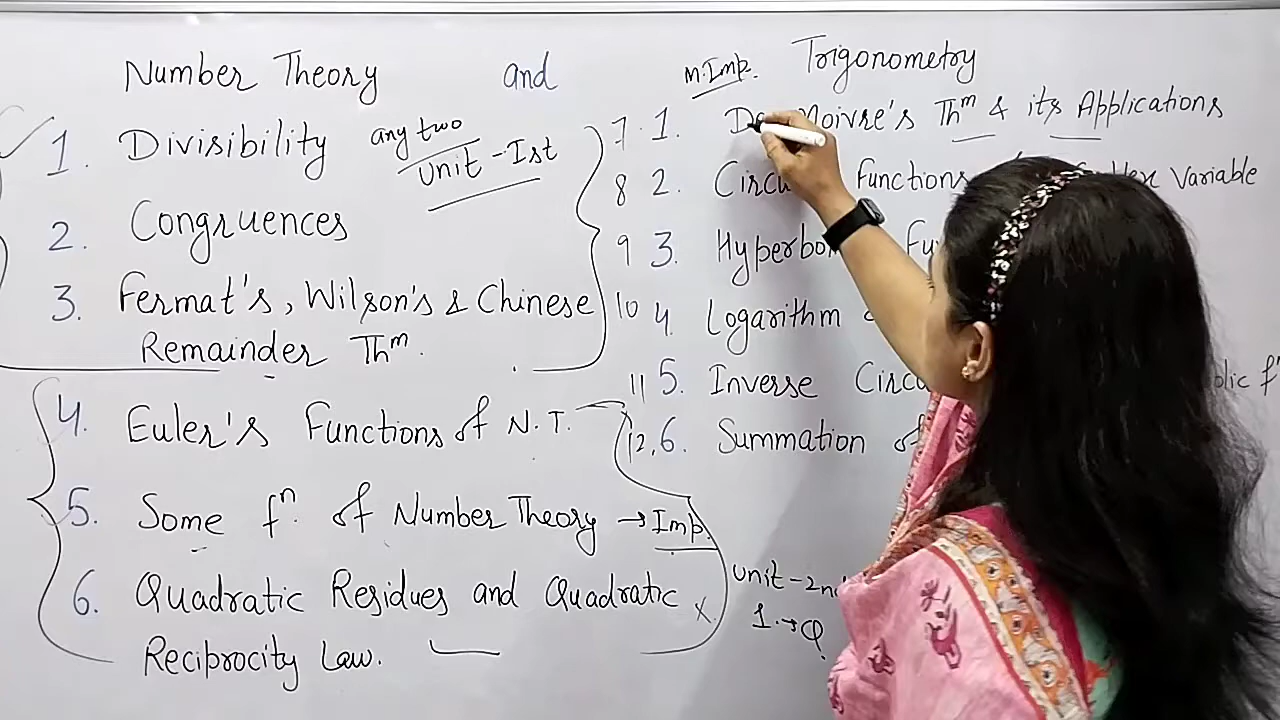 Number Theory and Trigonometry
M.Imp.
1. Divisibility any two
Unit - Ist
2. Congruences
3. Fermat's, Wilson's & Chinese
Remainder Thm.
4. Euler's Functions of N.T.
5. Some fn. of Number Theory → Imp.
6. Quadratic Residues and Quadratic x.
Reciprocity Law.
7. 1. Moivre's Thm & its Applications
8 2. Functions Variable
9 3.
10 4. Logarithm
11 5. Inverse
12. 6. Summation of
Unit - 2n
1. → Q